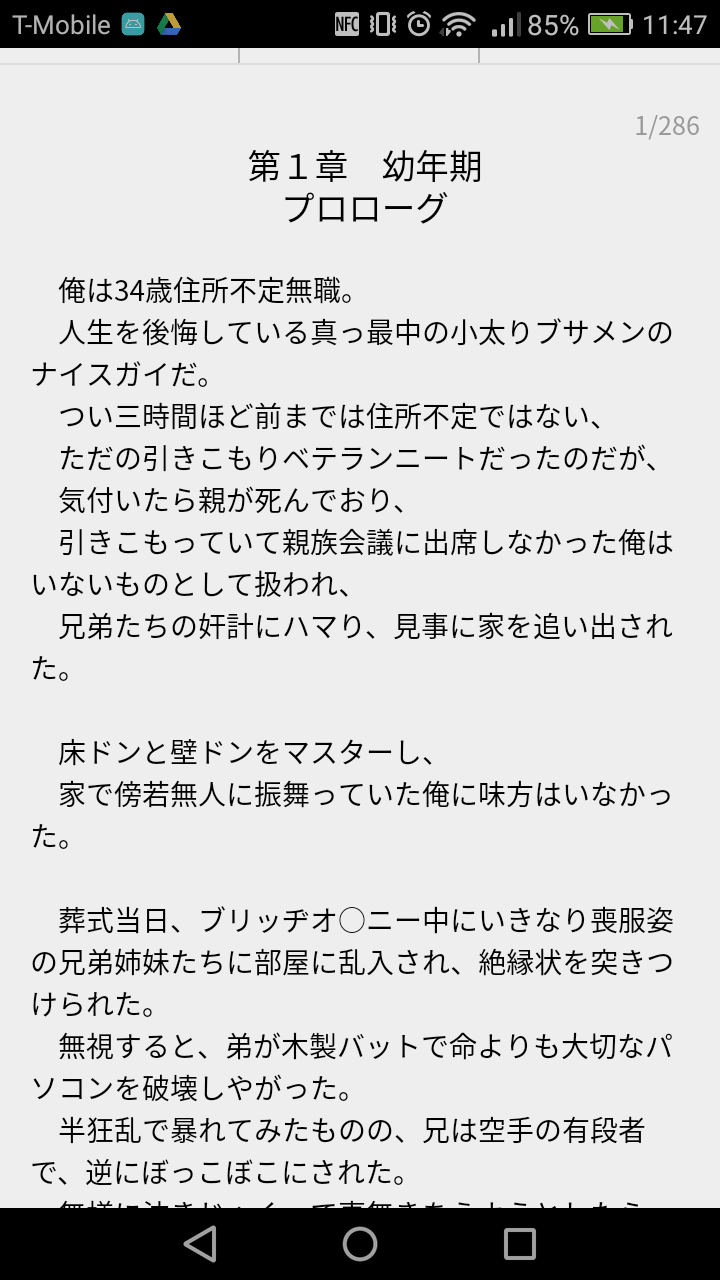 T-Mobile NFC 85% 11:47
1/286
第１章　幼年期
プロローグ
俺は34歳住所不定無職。
人生を後悔している真っ最中の小太りブサメンの
ナイスガイだ。
つい三時間ほど前までは住所不定ではない、
ただの引きこもりベテランニートだったのだが、
気付いたら親が死んでおり、
引きこもっていて親族会議に出席しなかった俺は
いないものとして扱われ、
兄弟たちの奸計にハマり、見事に家を追い出され
た。
床ドンと壁ドンをマスターし、
家で傍若無人に振舞っていた俺に味方はいなかっ
た。
葬式当日、ブリッヂオ◯ニー中にいきなり喪服姿
の兄弟姉妹たちに部屋に乱入され、絶縁状を突きつ
けられた。
無視すると、弟が木製バットで命よりも大切なパ
ソコンを破壊しやがった。
半狂乱で暴れてみたものの、兄は空手の有段者
で、逆にぼっこぼこにされた。